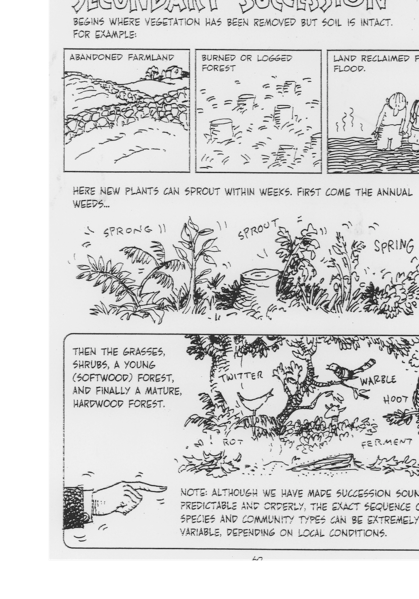 SECONDARY SUCCESSION
BEGINS WHERE VEGETATION HAS BEEN REMOVED BUT SOIL IS INTACT.
FOR EXAMPLE:
ABANDONED FARMLAND
BURNED OR LOGGED
FOREST
LAND RECLAIMED F
FLOOD.
HERE NEW PLANTS CAN SPROUT WITHIN WEEKS. FIRST COME THE ANNUAL
WEEDS...
SPRONG !!
SPROUT
SPRING
THEN THE GRASSES,
SHRUBS, A YOUNG
(SOFTWOOD) FOREST,
AND FINALLY A MATURE,
HARDWOOD FOREST.
TWITTER
WARBLE
HOOT
ROT
FERMENT
NOTE: ALTHOUGH WE HAVE MADE SUCCESSION SOUN
PREDICTABLE AND ORDERLY, THE EXACT SEQUENCE O
SPECIES AND COMMUNITY TYPES CAN BE EXTREMELY
VARIABLE, DEPENDING ON LOCAL CONDITIONS.